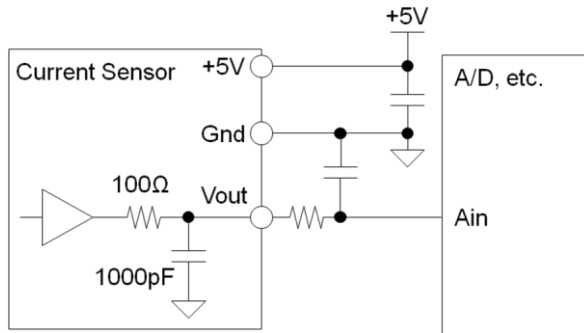 +5V
Current Sensor
+5V
A/D, etc.
Gnd
100Ω
Vout
Ain
1000pF